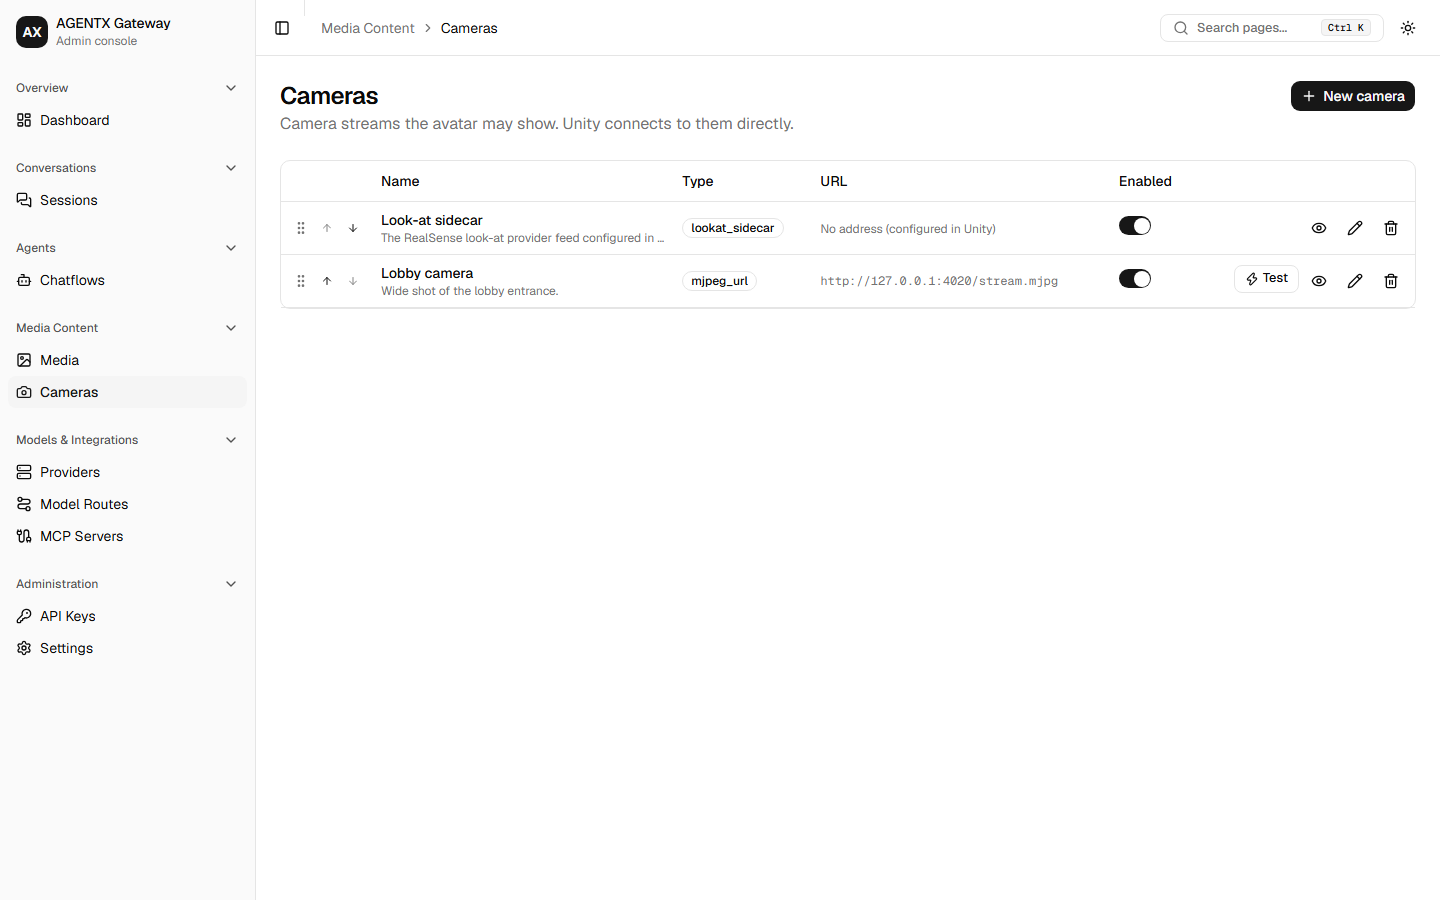 AX
AGENTX Gateway
Admin console
Overview
Dashboard
Conversations
Sessions
Agents
Chatflows
Media Content
Media
Cameras
Models & Integrations
Providers
Model Routes
MCP Servers
Administration
API Keys
Settings
Media Content > Cameras
Search pages... Ctrl K
Cameras
New camera
Camera streams the avatar may show. Unity connects to them directly.
Name Type URL Enabled
Look-at sidecar
The RealSense look-at provider feed configured in ...
lookat_sidecar
No address (configured in Unity)
Lobby camera
Wide shot of the lobby entrance.
mjpeg_url
http://127.0.0.1:4020/stream.mjpg
Test